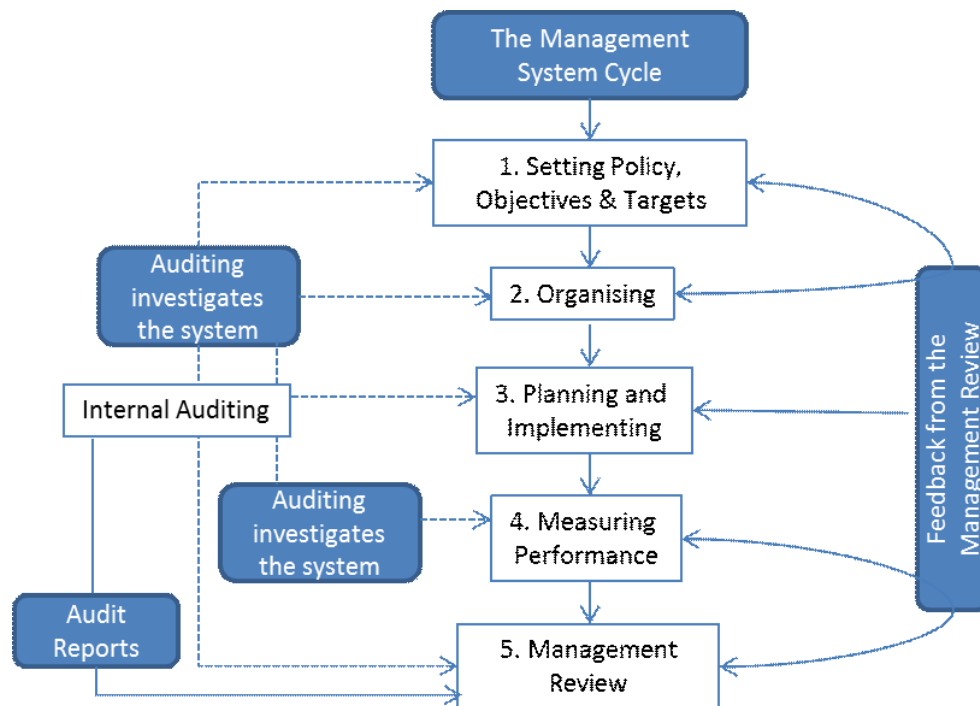 The Management
System Cycle
1. Setting Policy,
Objectives & Targets
Auditing
investigates
the system
2. Organising
Feedback from the
Management Review
3. Planning and
Implementing
Internal Auditing
Auditing
investigates
the system
4. Measuring
Performance
Audit
Reports
5. Management
Review